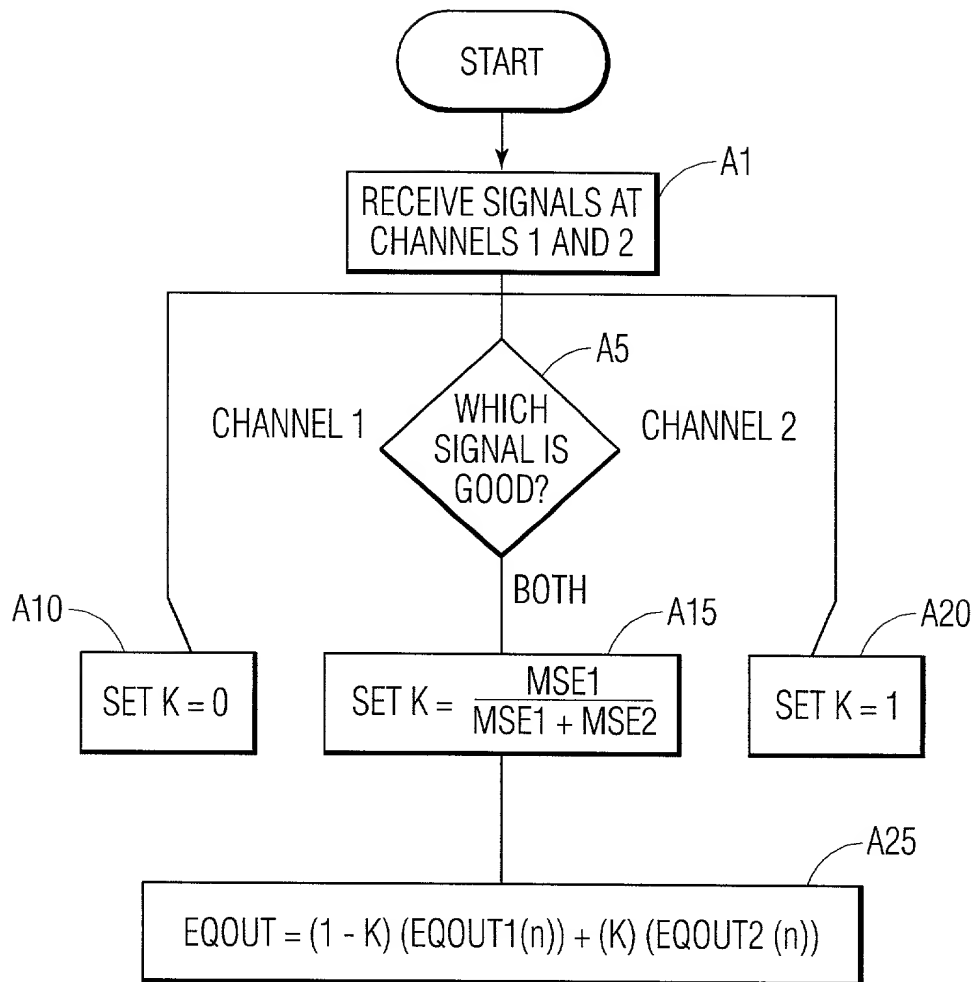 START
A1
RECEIVE SIGNALS AT
CHANNELS 1 AND 2
A5
WHICH
SIGNAL IS
GOOD?
CHANNEL 1
CHANNEL 2
BOTH
A10
A15
A20
SET K = 0
SET K = MSE1
MSE1 + MSE2
SET K = 1
A25
EQOUT = (1 - K) (EQOUT1(n)) + (K) (EQOUT2 (n))